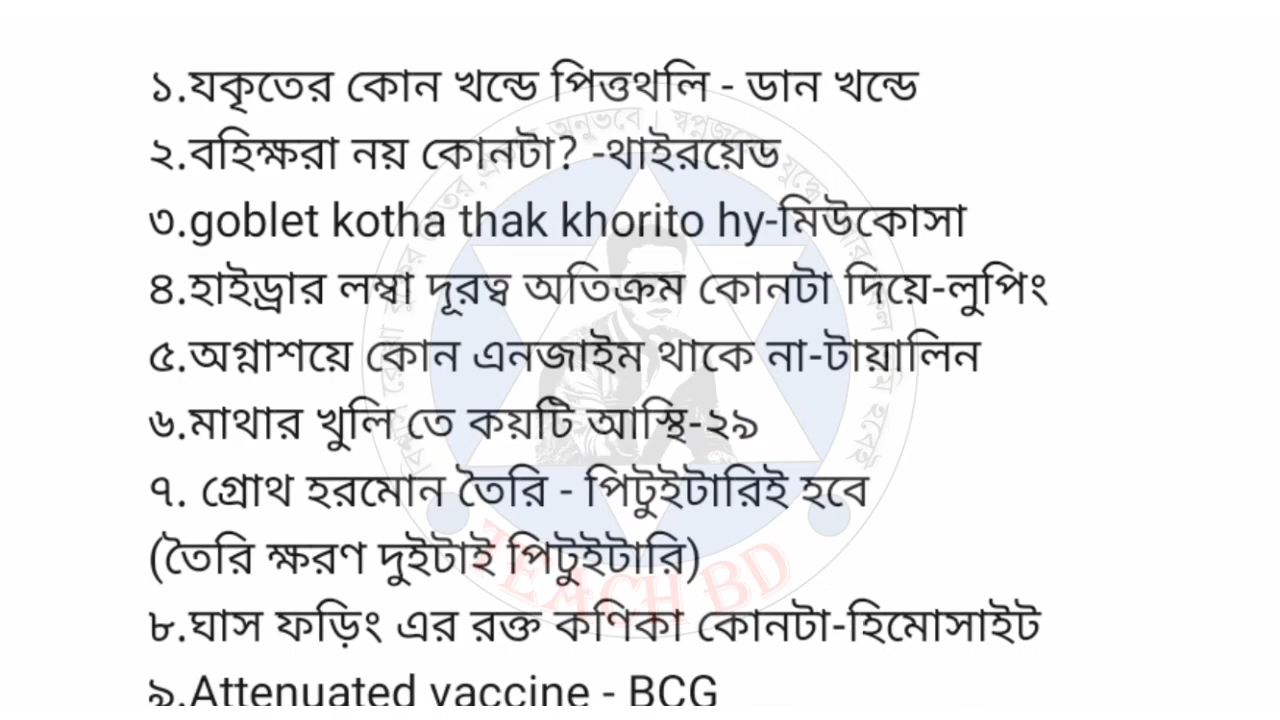 ১.যকৃতের কোন খন্ডে পিত্তথলি - ডান খন্ডে
২.বহিক্ষরা নয় কোনটা? -থাইরয়েড
৩.goblet kotha thak khorito hy-মিউকোসা
৪.হাইড্রার লম্বা দূরত্ব অতিক্রম কোনটা দিয়ে-লুপিং
৫.অগ্নাশয়ে কোন এনজাইম থাকে না-টায়ালিন
৬.মাথার খুলি তে কয়টি আস্থি-২৯
৭. গ্রোথ হরমোন তৈরি - পিটুইটারিই হবে
(তৈরি ক্ষরণ দুইটাই পিটুইটারি)
৮.ঘাস ফড়িং এর রক্ত কণিকা কোনটা-হিমোসাইট
৯.Attenuated vaccine - BCG
TEACH BD